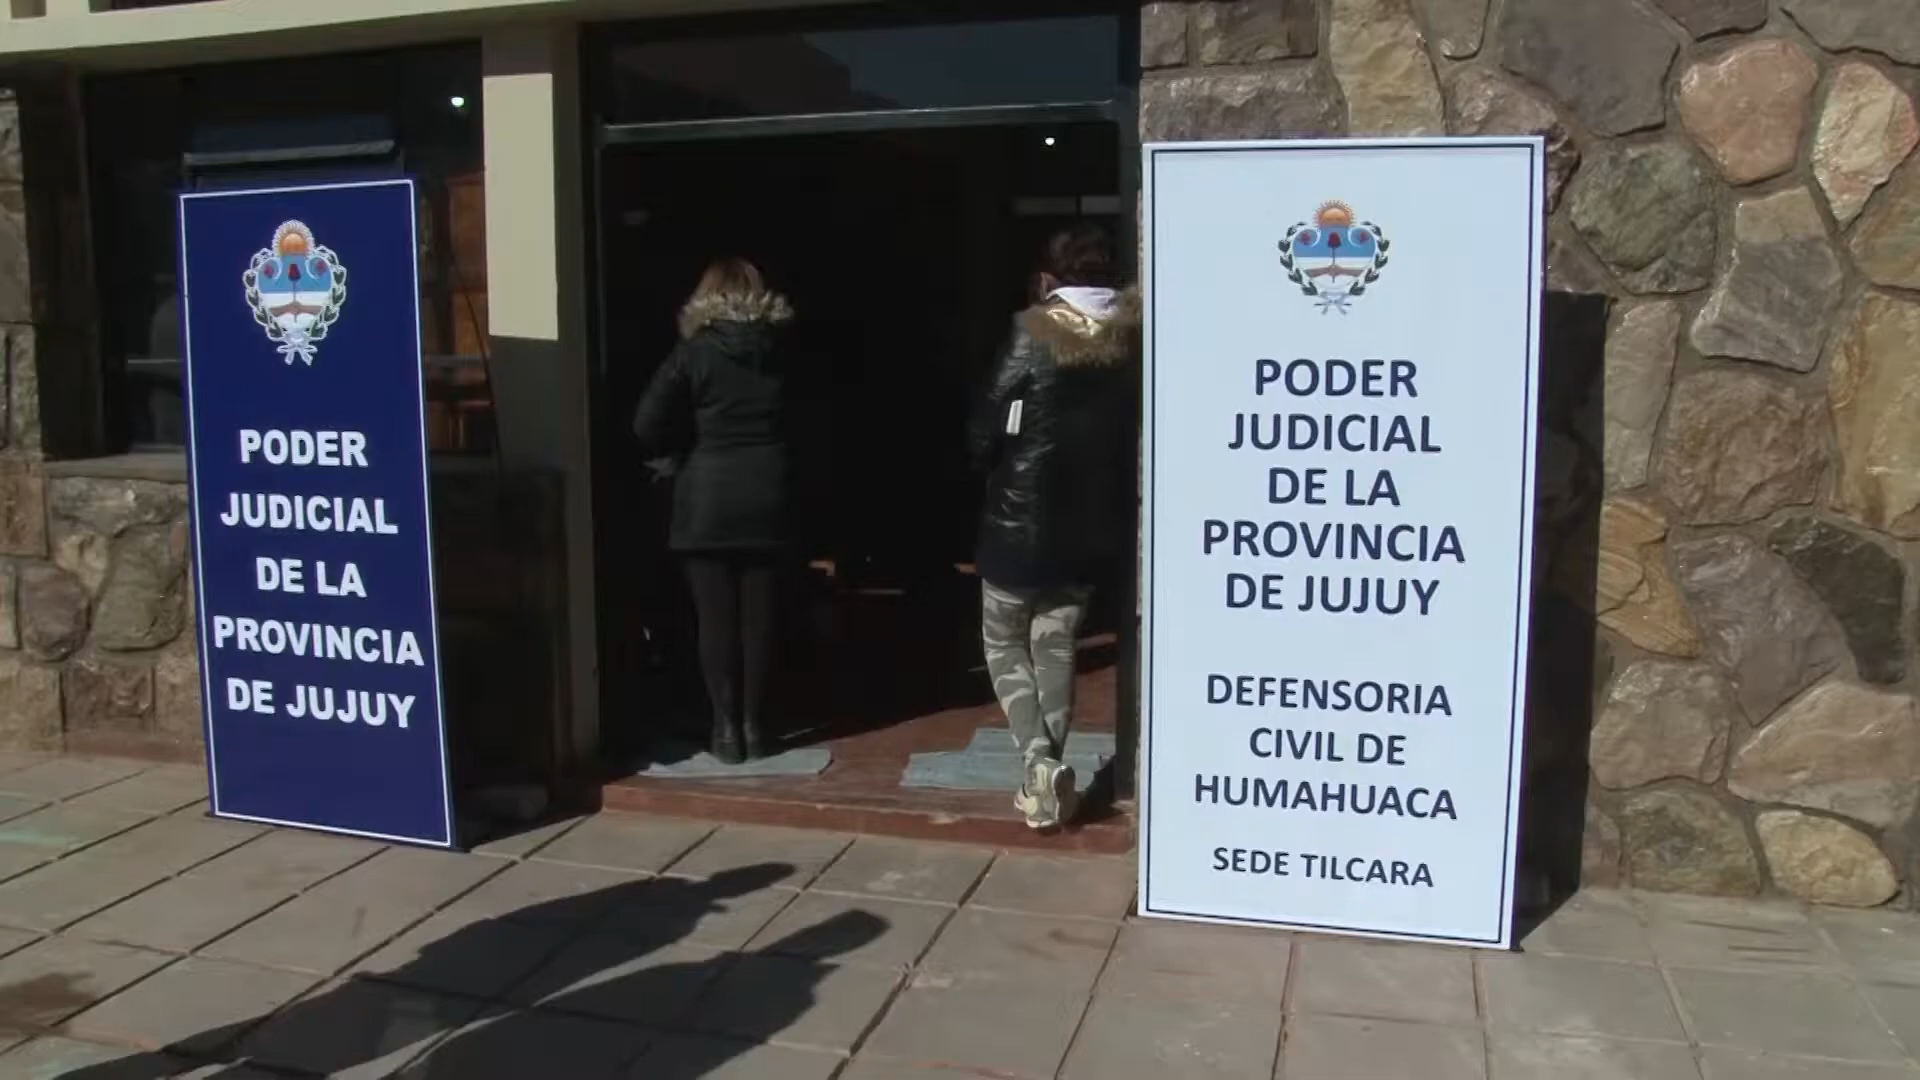 PODER
JUDICIAL
DE LA
PROVINCIA
DE JUJUY
PODER
JUDICIAL
DE LA
PROVINCIA
DE JUJUY
DEFENSORIA
CIVIL DE
HUMAHUACA
SEDE TILCARA